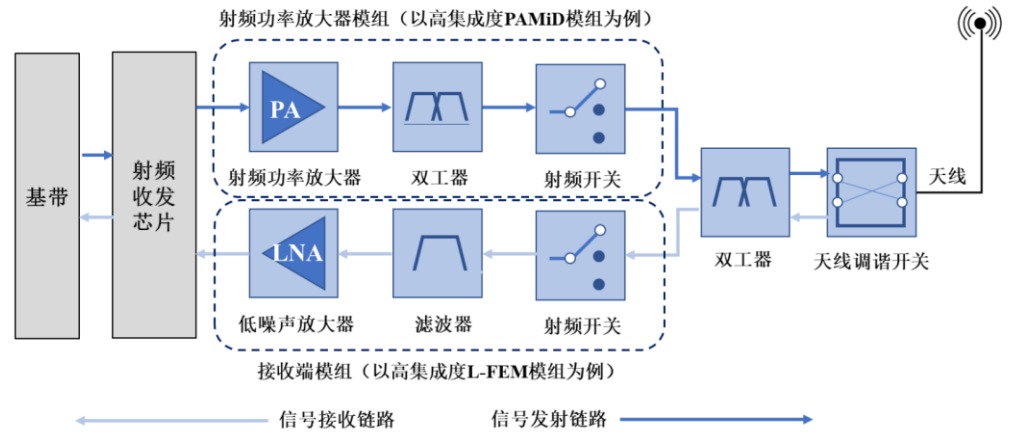 射频功率放大器模组（以高集成度PAMiD模组为例）
PA
射频功率放大器
双工器
射频开关
基带
射频
收发
芯片
天线
双工器
天线调谐开关
LNA
低噪声放大器
滤波器
射频开关
接收端模组（以高集成度L-FEM模组为例）
信号接收链路
信号发射链路